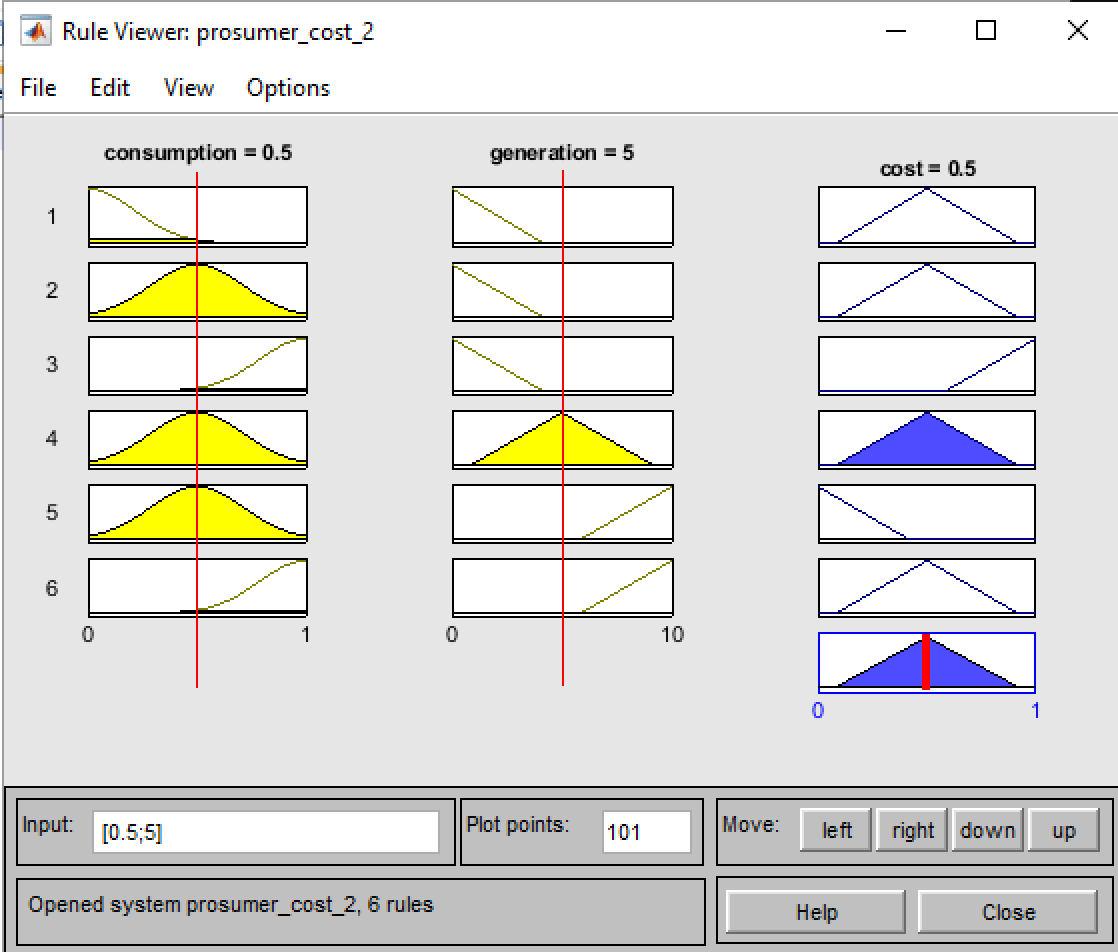 Rule Viewer: prosumer_cost_2
File Edit View Options
consumption = 0.5 generation = 5 cost = 0.5
1
2
3
4
5
6
0 1 0 10
0 1
Input: [0.5;5] Plot points: 101 Move: left right down up
Opened system prosumer_cost_2, 6 rules Help Close